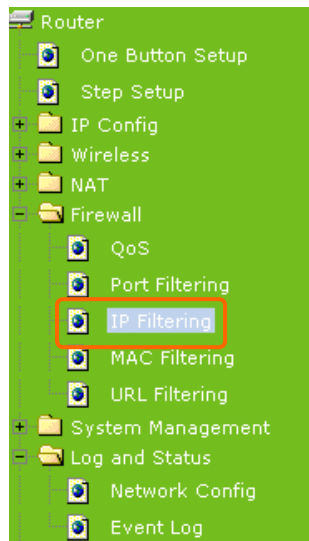 Router
One Button Setup
Step Setup
IP Config
Wireless
NAT
Firewall
QoS
Port Filtering
IP Filtering
MAC Filtering
URL Filtering
System Management
Log and Status
Network Config
Event Log